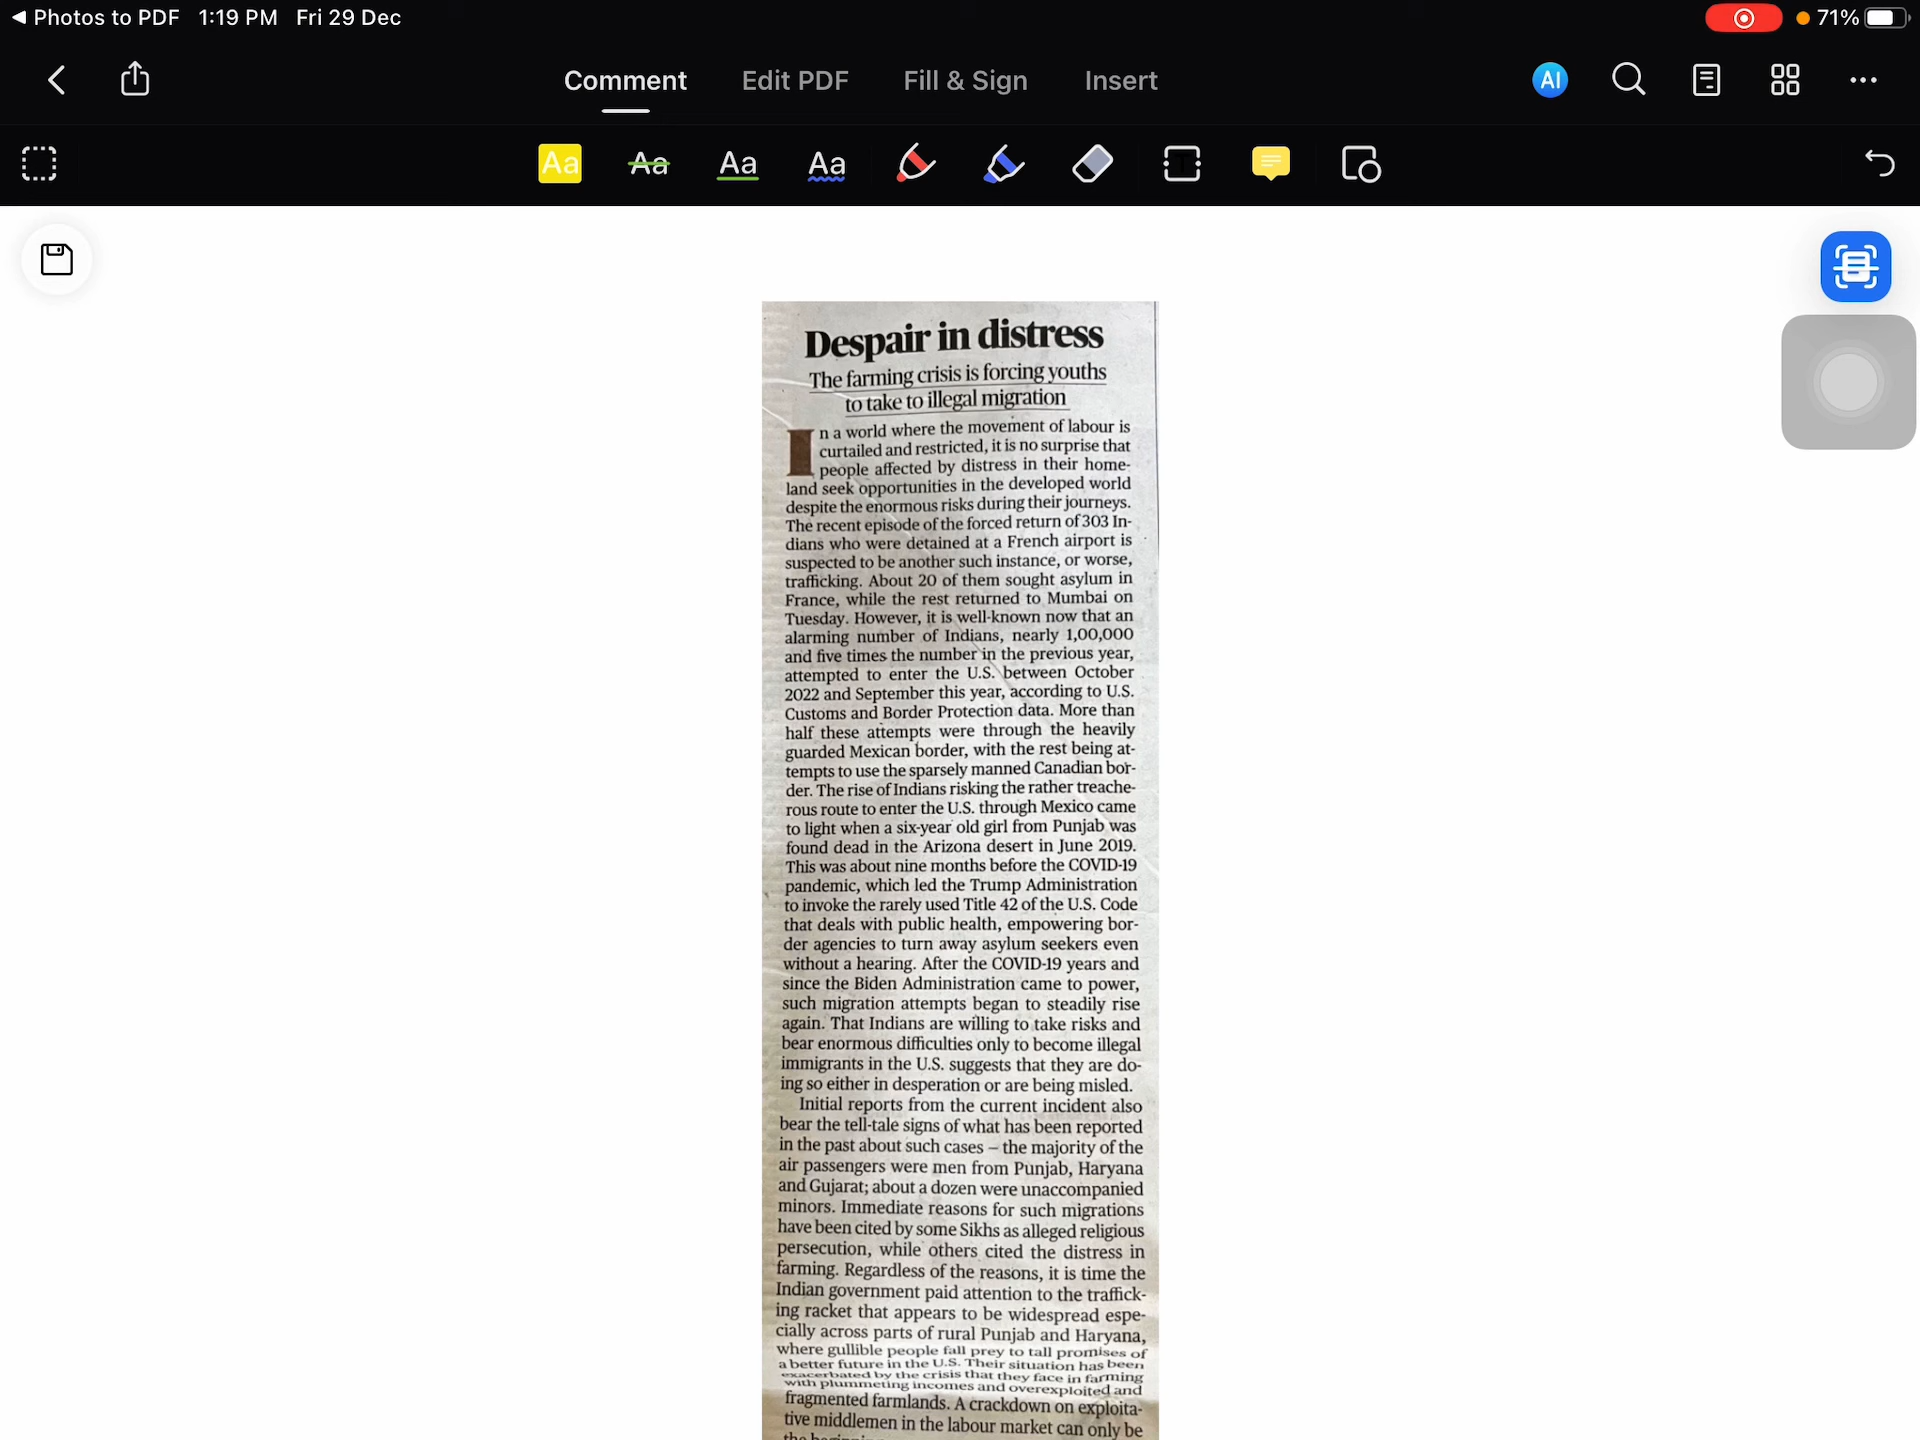 Photos to PDF 1:19 PM Fri 29 Dec
71%
Comment Edit PDF Fill & Sign Insert
AI
Aa Aa Aa Aa T
Despair in distress
The farming crisis is forcing youths
to take to illegal migration
In a world where the movement of labour is
curtailed and restricted, it is no surprise that
people affected by distress in their home-
land seek opportunities in the developed world
despite the enormous risks during their journeys.
The recent episode of the forced return of 303 In-
dians who were detained at a French airport is
suspected to be another such instance, or worse,
trafficking. About 20 of them sought asylum in
France, while the rest returned to Mumbai on
Tuesday. However, it is well-known now that an
alarming number of Indians, nearly 1,00,000
and five times the number in the previous year,
attempted to enter the U.S. between October
2022 and September this year, according to U.S.
Customs and Border Protection data. More than
half these attempts were through the heavily
guarded Mexican border, with the rest being at-
tempts to use the sparsely manned Canadian bor-
der. The rise of Indians risking the rather treache-
rous route to enter the U.S. through Mexico came
to light when a six-year old girl from Punjab was
found dead in the Arizona desert in June 2019.
This was about nine months before the COVID-19
pandemic, which led the Trump Administration
to invoke the rarely used Title 42 of the U.S. Code
that deals with public health, empowering bor-
der agencies to turn away asylum seekers even
without a hearing. After the COVID-19 years and
since the Biden Administration came to power,
such migration attempts began to steadily rise
again. That Indians are willing to take risks and
bear enormous difficulties only to become illegal
immigrants in the U.S. suggests that they are do-
ing so either in desperation or are being misled.
Initial reports from the current incident also
bear the tell-tale signs of what has been reported
in the past about such cases – the majority of the
air passengers were men from Punjab, Haryana
and Gujarat; about a dozen were unaccompanied
minors. Immediate reasons for such migrations
have been cited by some Sikhs as alleged religious
persecution, while others cited the distress in
farming. Regardless of the reasons, it is time the
Indian government paid attention to the traffick-
ing racket that appears to be widespread espe-
cially across parts of rural Punjab and Haryana,
where gullible people fall prey to tall promises of
a better future in the U.S. Their situation has been
exacerbated by the crisis that they face in farming
with plummeting incomes and overexploited and
fragmented farmlands. A crackdown on exploita-
tive middlemen in the labour market can only be